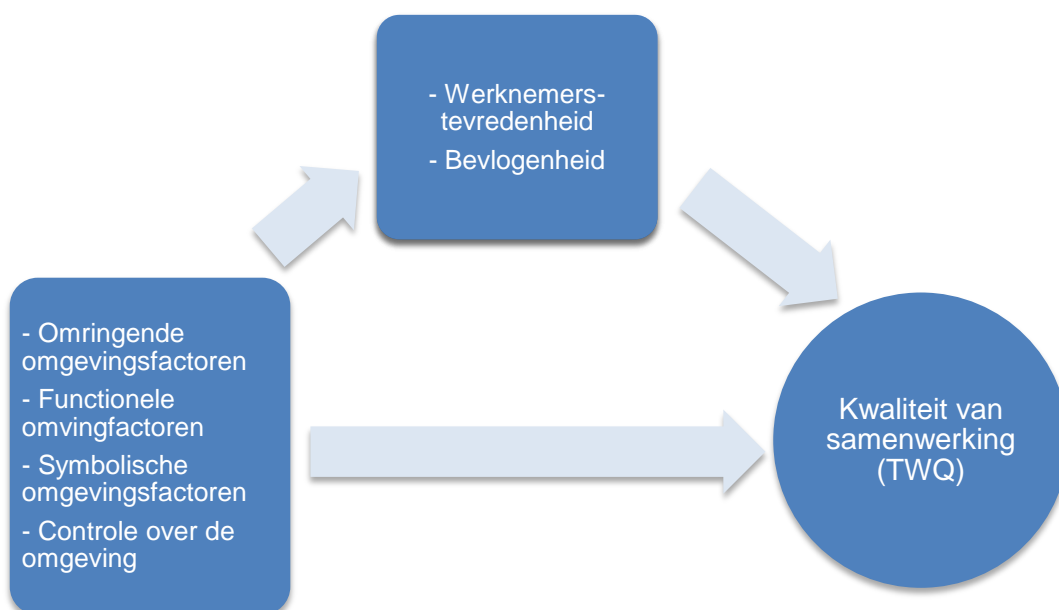 - Werknemers-
tevredenheid
- Bevlogenheid
- Omringende
omgevingsfactoren
- Functionele
omvingfactoren
- Symbolische
omgevingsfactoren
- Controle over de
omgeving
Kwaliteit van
samenwerking
(TWQ)